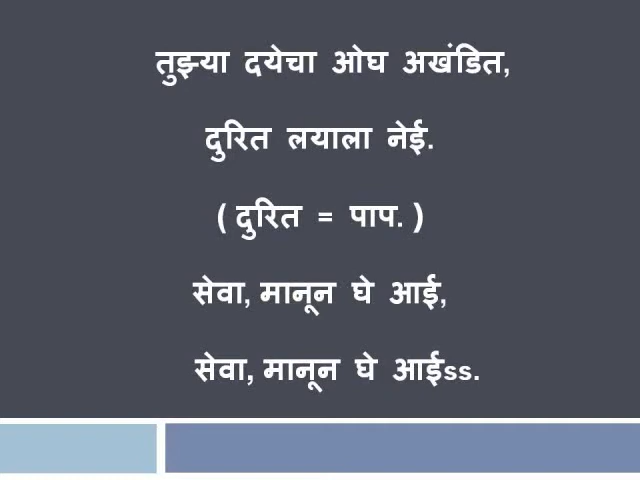 तुझ्या दयेचा ओघ अखंडित,
दुरित लयाला नेई.
( दुरित = पाप. )
सेवा, मानून घे आई,
सेवा, मानून घे आईss.